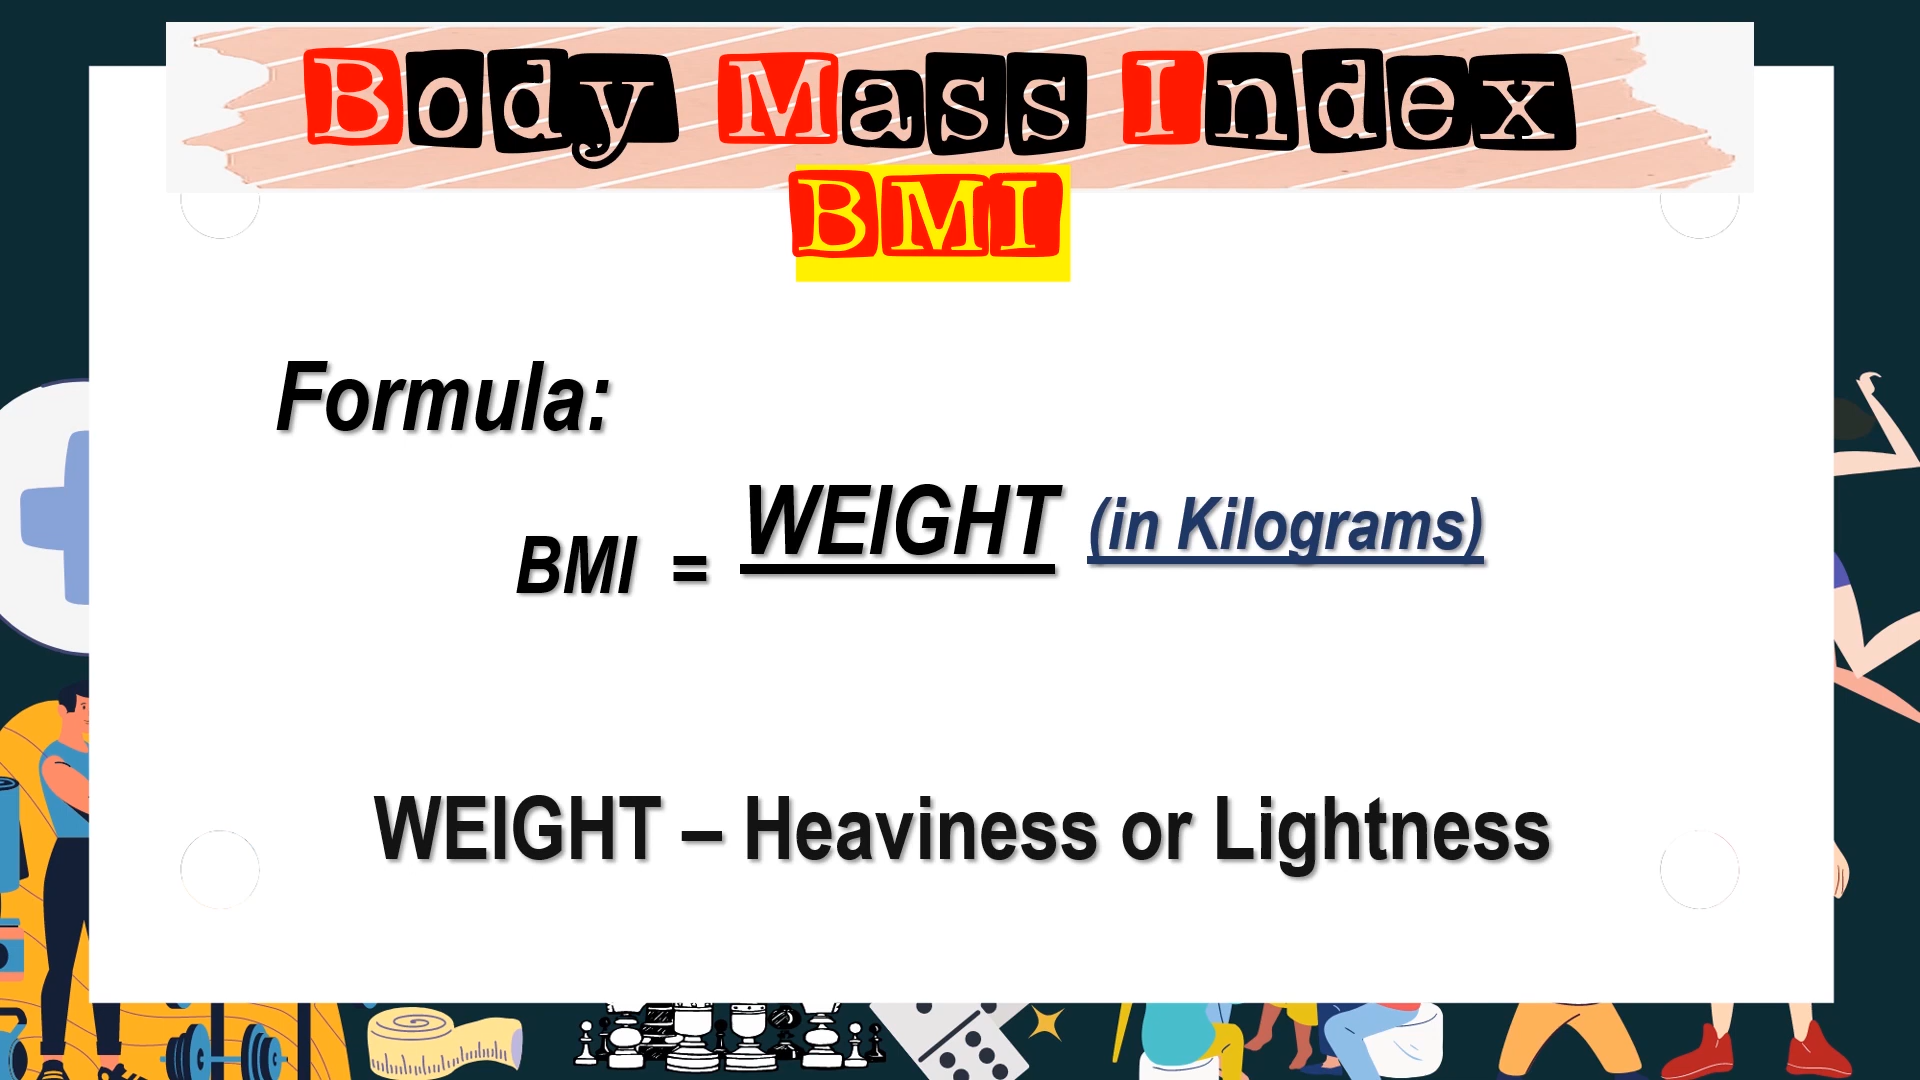 Body Mass Index
BMI
Formula:
BMI = WEIGHT (in Kilograms)
WEIGHT – Heaviness or Lightness